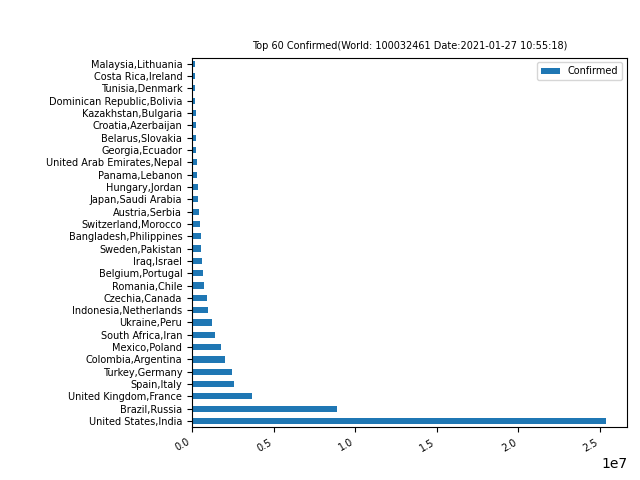 Top 60 Confirmed(World: 100032461 Date:2021-01-27 10:55:18)
Confirmed
Malaysia,Lithuania
Costa Rica,Ireland
Tunisia,Denmark
Dominican Republic,Bolivia
Kazakhstan,Bulgaria
Croatia,Azerbaijan
Belarus,Slovakia
Georgia,Ecuador
United Arab Emirates,Nepal
Panama,Lebanon
Hungary,Jordan
Japan,Saudi Arabia
Austria,Serbia
Switzerland,Morocco
Bangladesh,Philippines
Sweden,Pakistan
Iraq,Israel
Belgium,Portugal
Romania,Chile
Czechia,Canada
Indonesia,Netherlands
Ukraine,Peru
South Africa,Iran
Mexico,Poland
Colombia,Argentina
Turkey,Germany
Spain,Italy
United Kingdom,France
Brazil,Russia
United States,India
0.0 0.5 1.0 1.5 2.0 2.5
1e7